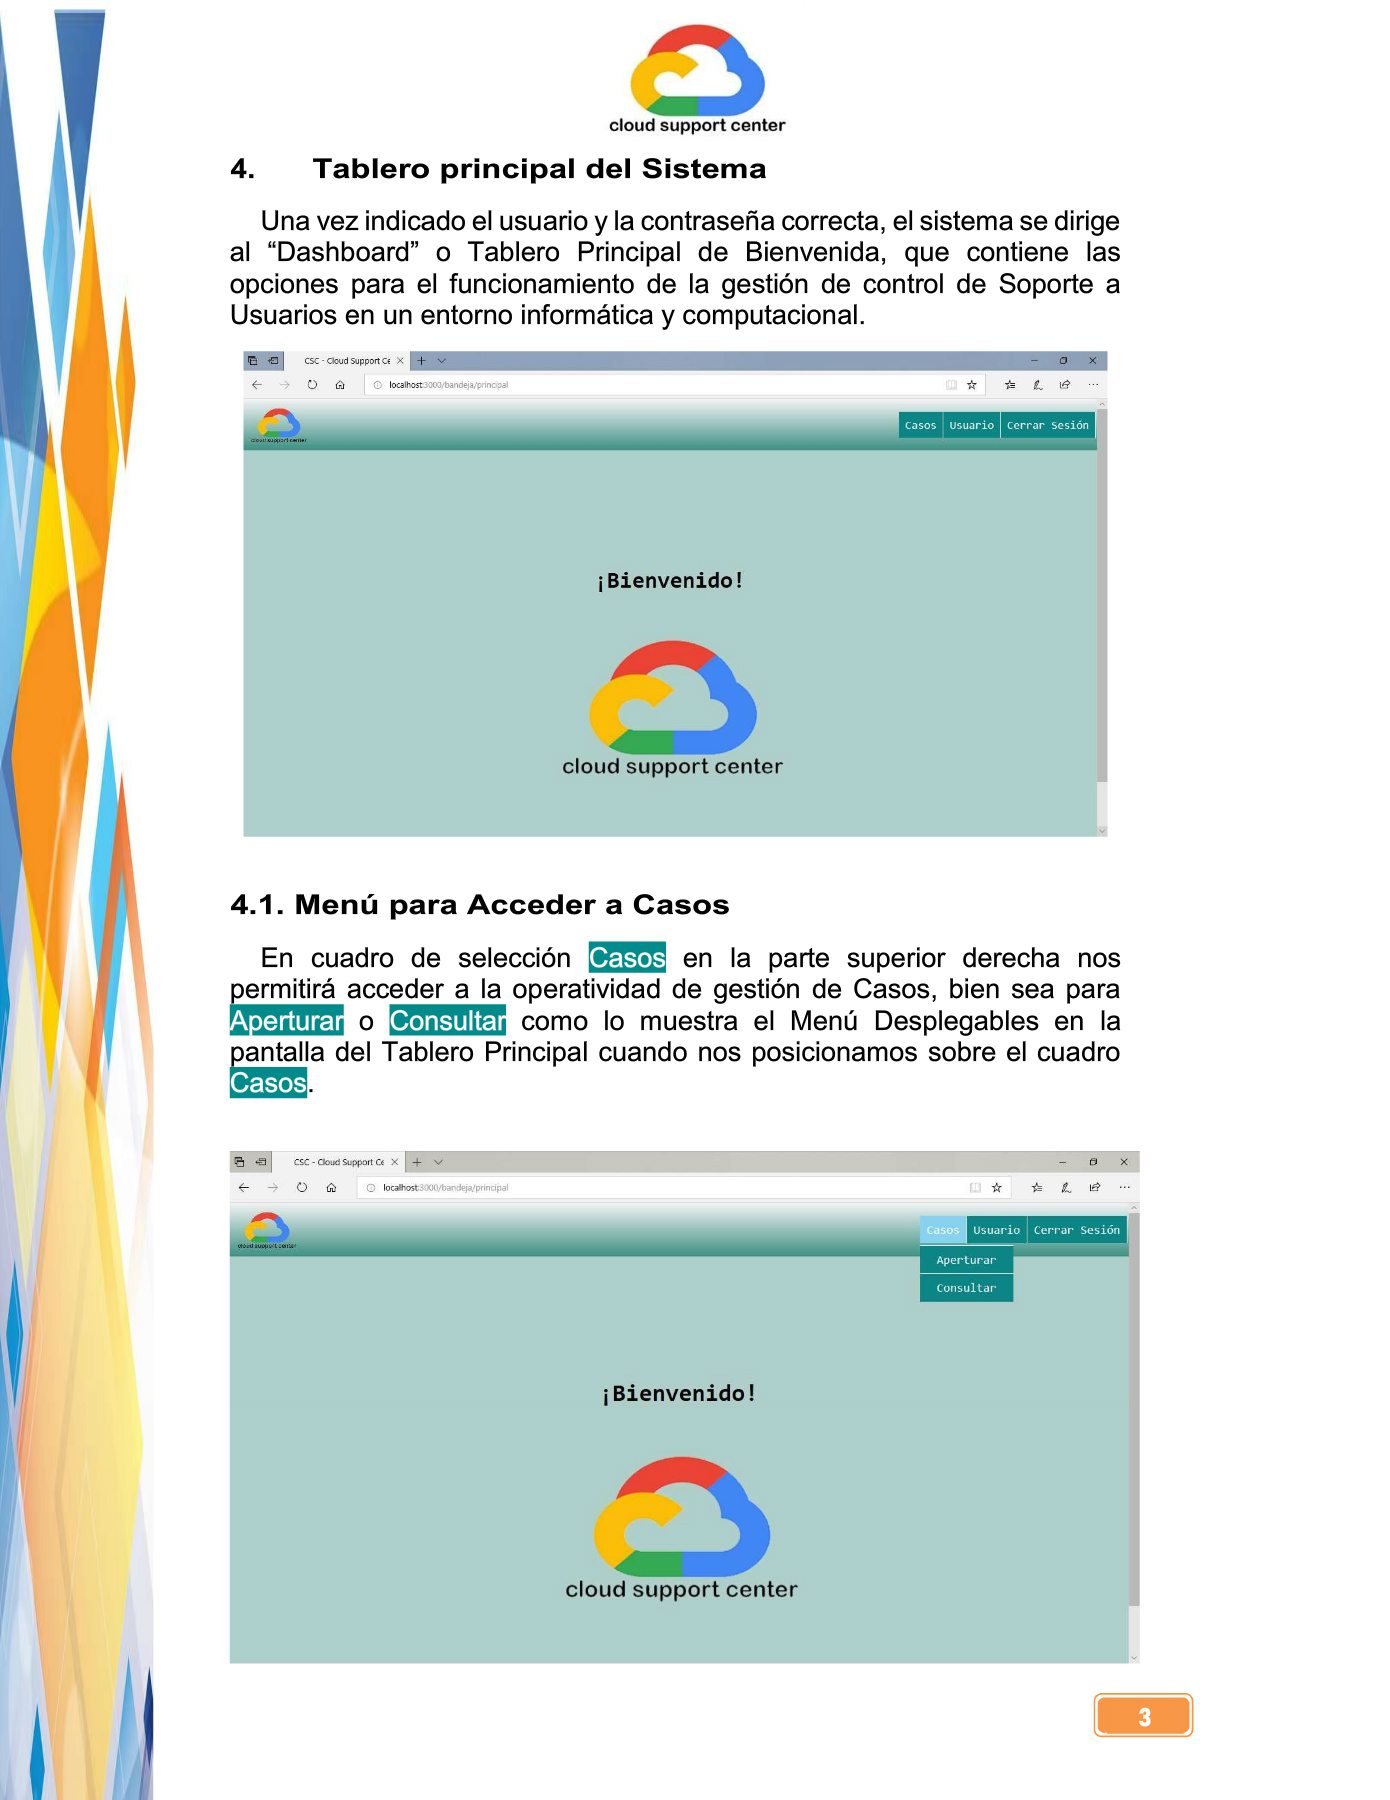 cloud support center
4. Tablero principal del Sistema
Una vez indicado el usuario y la contraseña correcta, el sistema se dirige
al “Dashboard” o Tablero Principal de Bienvenida, que contiene las
opciones para el funcionamiento de la gestión de control de Soporte a
Usuarios en un entorno informática y computacional.
CSC - Cloud Support Ce
localhost:3000/bandeja/principal
cloud support center
Casos Usuario Cerrar Sesión
¡Bienvenido!
cloud support center
4.1. Menú para Acceder a Casos
En cuadro de selección Casos en la parte superior derecha nos
permitirá acceder a la operatividad de gestión de Casos, bien sea para
Aperturar o Consultar como lo muestra el Menú Desplegables en la
pantalla del Tablero Principal cuando nos posicionamos sobre el cuadro
Casos.
CSC - Cloud Support Ce
localhost:3000/bandeja/principal
cloud support center
Casos Usuario Cerrar Sesión
Aperturar
Consultar
¡Bienvenido!
cloud support center
3